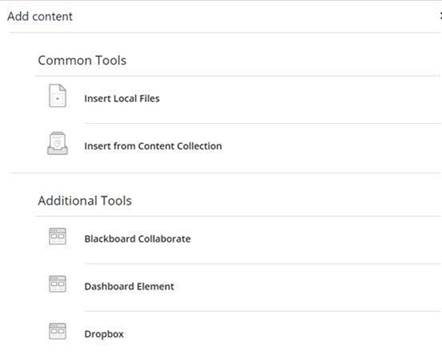 Add content
Common Tools
Insert Local Files
Insert from Content Collection
Additional Tools
Blackboard Collaborate
Dashboard Element
Dropbox